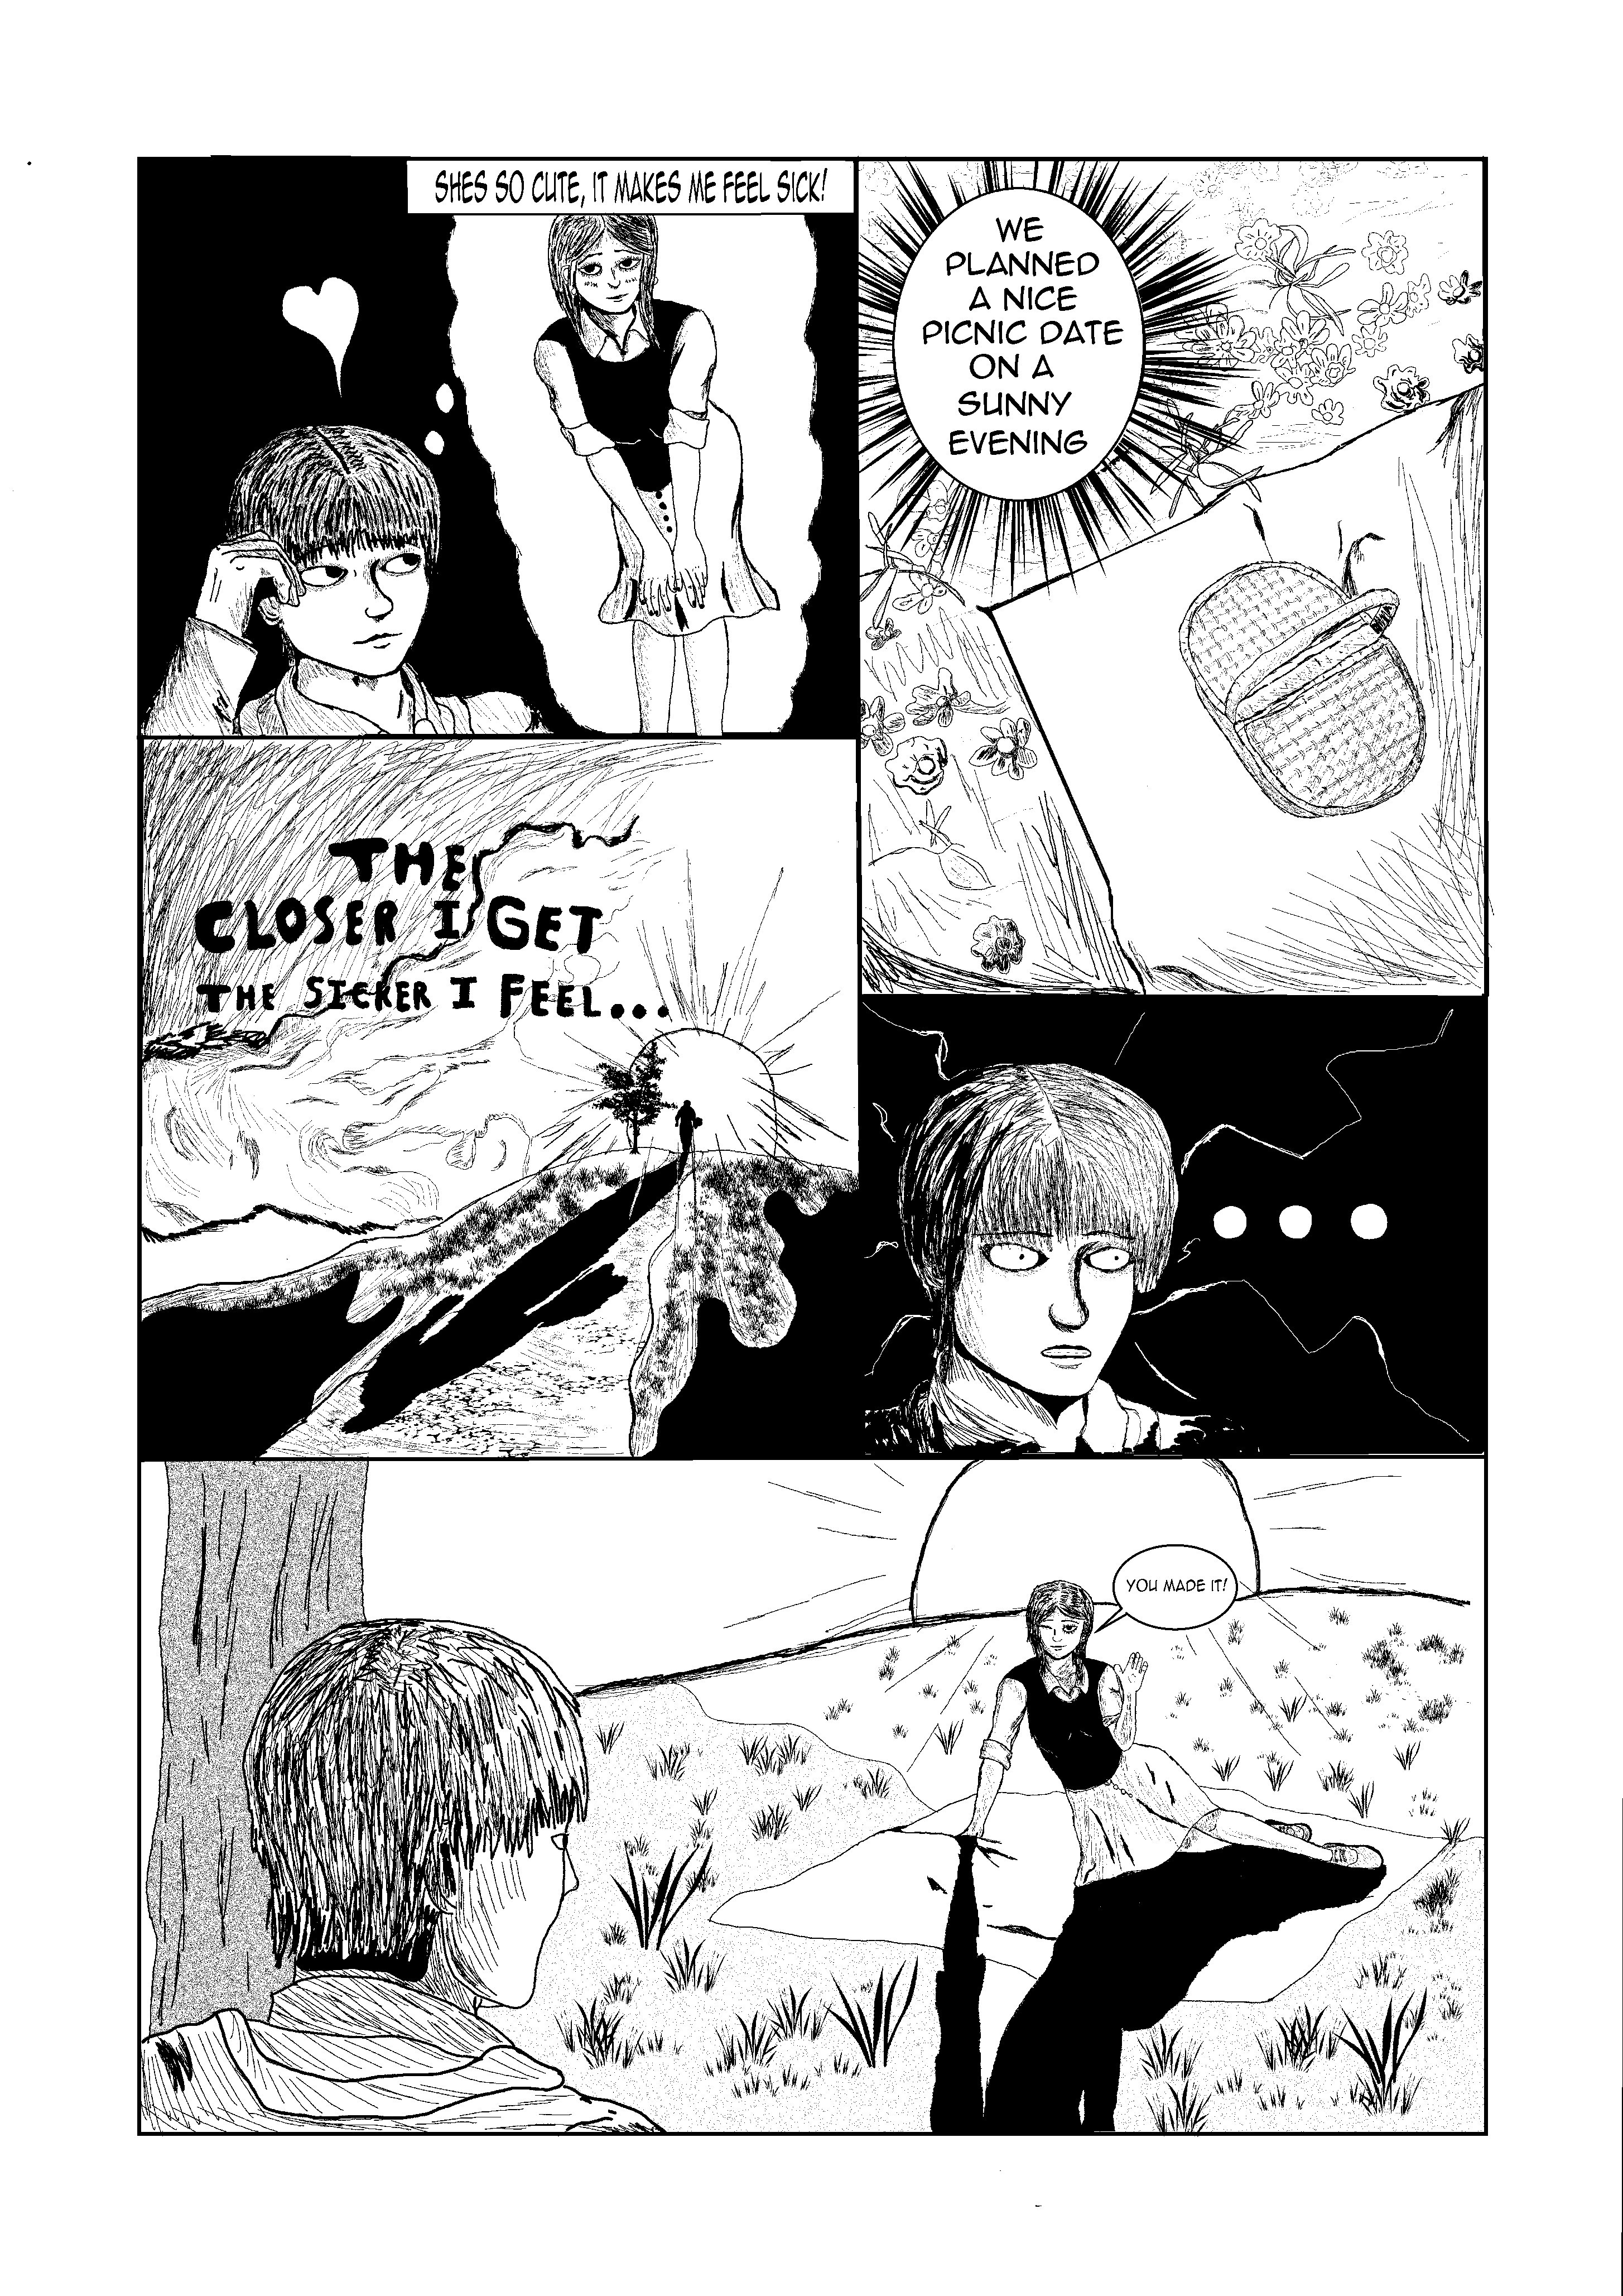 SHES SO CUTE, IT MAKES ME FEEL SICK!
WE
PLANNED
A NICE
PICNIC DATE
ON A
SUNNY
EVENING
THE
CLOSER I GET
THE SICKER I FEEL...
...
YOU MADE IT!